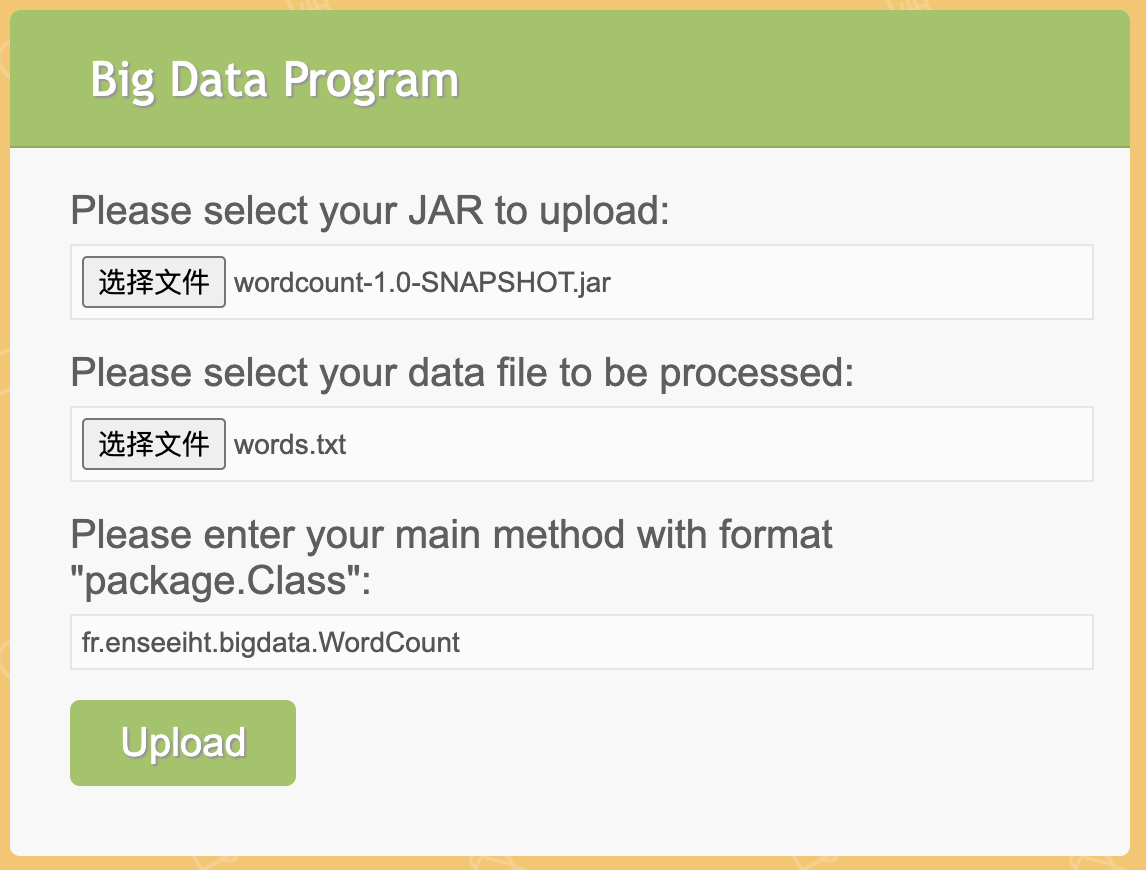 Big Data Program
Please select your JAR to upload:
选择文件 wordcount-1.0-SNAPSHOT.jar
Please select your data file to be processed:
选择文件 words.txt
Please enter your main method with format
"package.Class":
fr.enseeiht.bigdata.WordCount
Upload